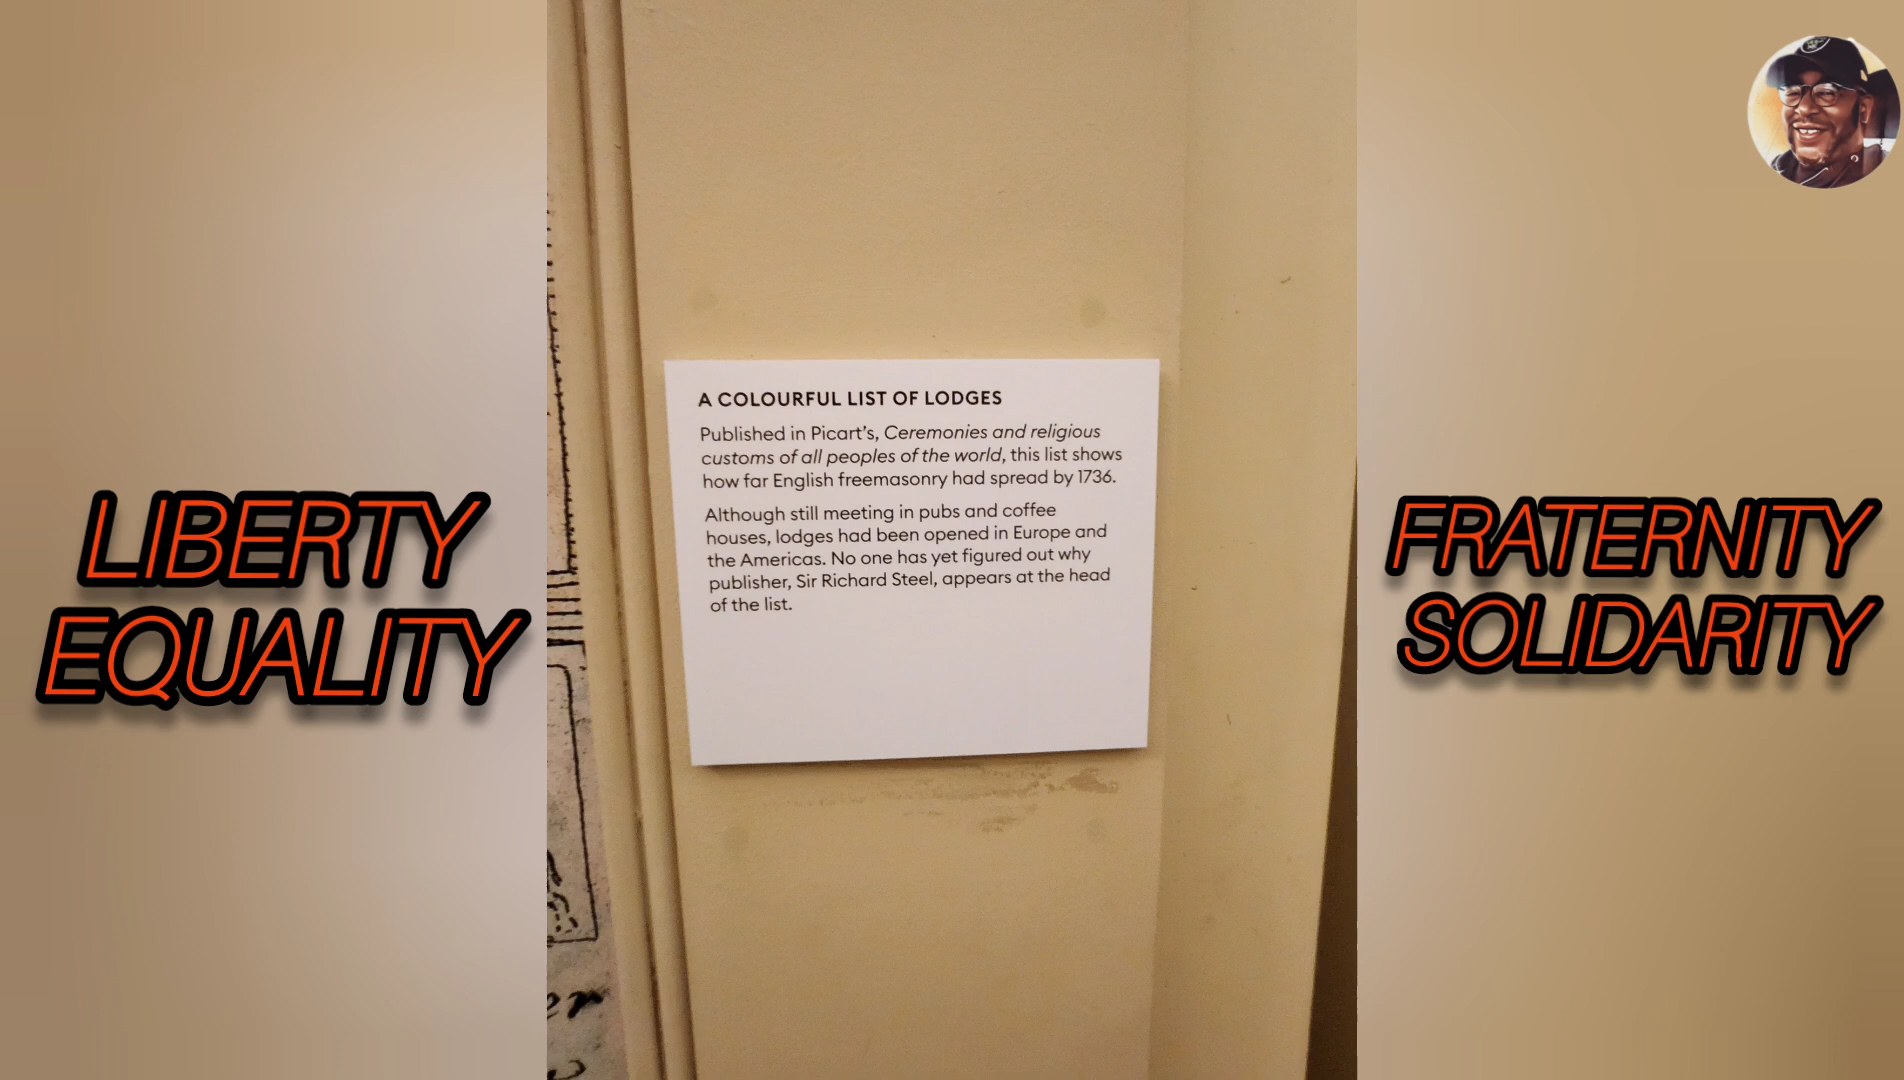 LIBERTY
EQUALITY
A COLOURFUL LIST OF LODGES
Published in Picart's, Ceremonies and religious
customs of all peoples of the world, this list shows
how far English freemasonry had spread by 1736.
Although still meeting in pubs and coffee
houses, lodges had been opened in Europe and
the Americas. No one has yet figured out why
publisher, Sir Richard Steel, appears at the head
of the list.
FRATERNITY
SOLIDARITY
er